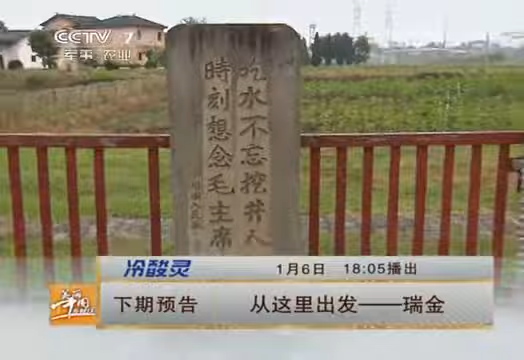 CCTV 7
军事·农业
吃水不忘挖井人
時刻想念毛主席
冷酸灵
1月6日 18:05播出
下期预告 从这里出发——瑞金